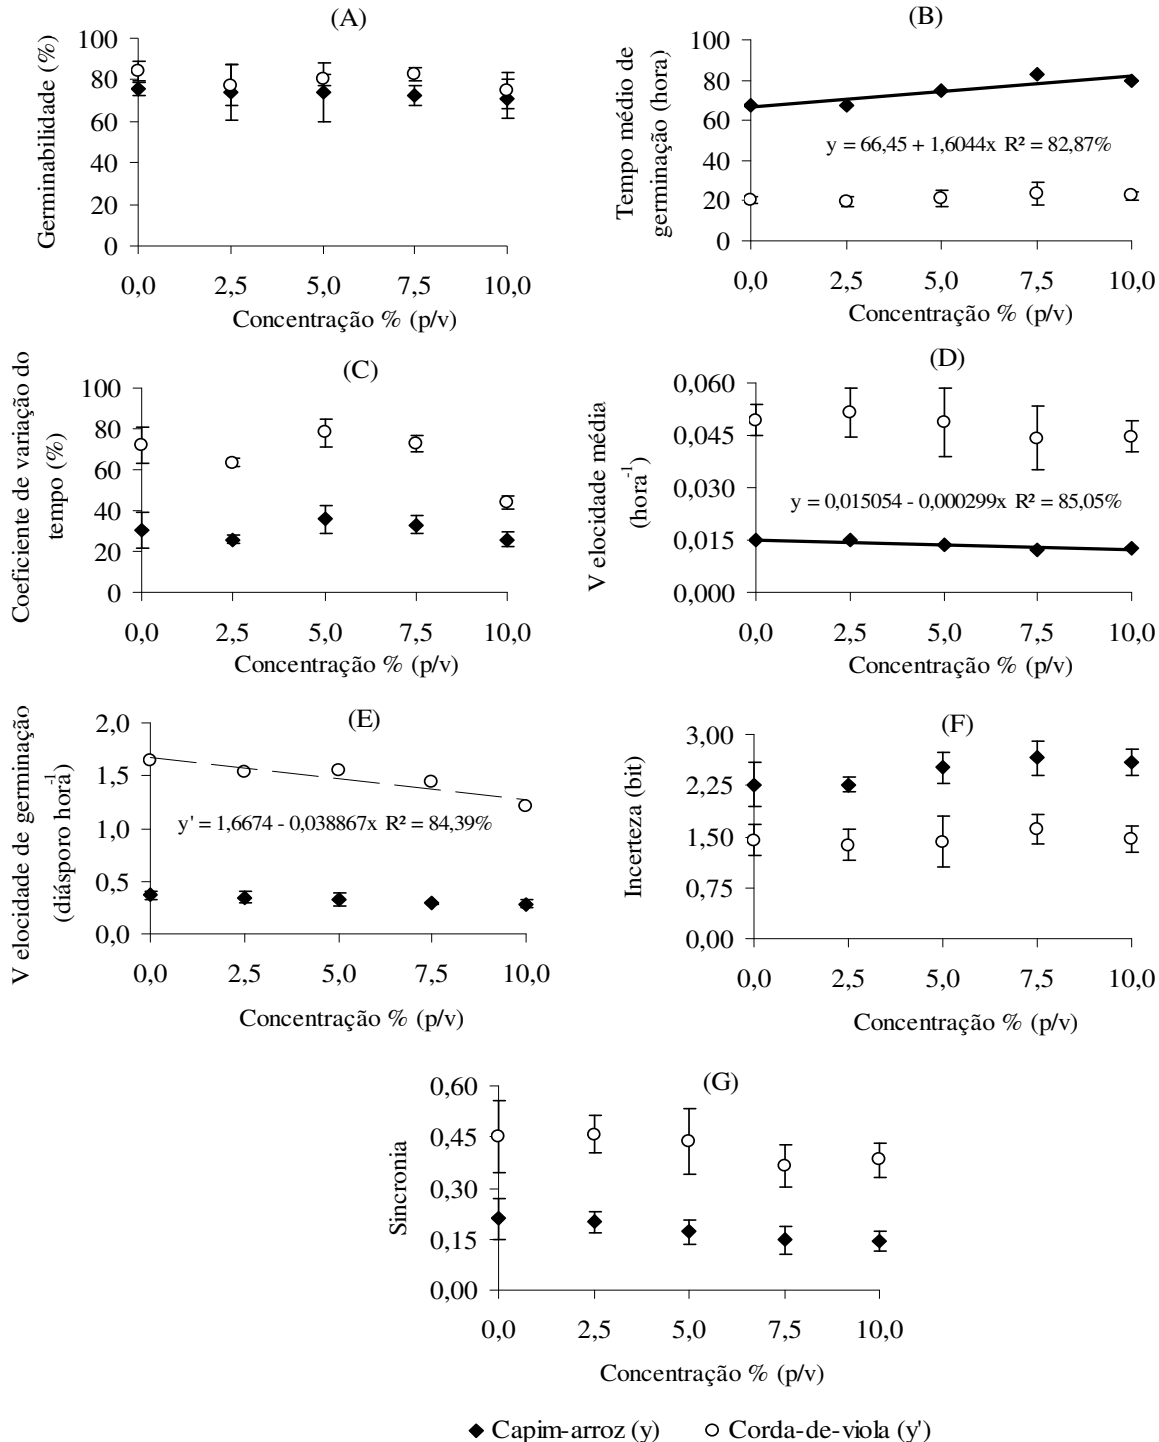 (A)
Germinabilidade (%)
100
80
60
40
20
0
0,0 2,5 5,0 7,5 10,0
Concentração % (p/v)
(B)
Tempo médio de
germinação (hora)
100
80
60
40
20
0
y = 66,45 + 1,6044x R² = 82,87%
0,0 2,5 5,0 7,5 10,0
Concentração % (p/v)
(C)
Coeficiente de variação do
tempo (%)
100
80
60
40
20
0
0,0 2,5 5,0 7,5 10,0
Concentração % (p/v)
(D)
V elocidade média
(hora⁻¹)
0,060
0,045
0,030
0,015
0,000
y = 0,015054 - 0,000299x R² = 85,05%
0,0 2,5 5,0 7,5 10,0
Concentração % (p/v)
(E)
V elocidade de germinação
(diásporo hora⁻¹)
2,0
1,5
1,0
0,5
0,0
y' = 1,6674 - 0,038867x R² = 84,39%
0,0 2,5 5,0 7,5 10,0
Concentração % (p/v)
(F)
Incerteza (bit)
3,00
2,25
1,50
0,75
0,00
0,0 2,5 5,0 7,5 10,0
Concentração % (p/v)
(G)
Sincronia
0,60
0,45
0,30
0,15
0,00
0,0 2,5 5,0 7,5 10,0
Concentração % (p/v)
Capim-arroz (y) Corda-de-viola (y')